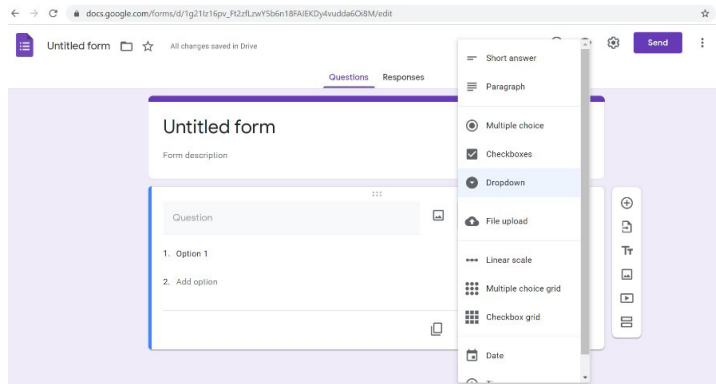 docs.google.com/forms/d/1g21Iz16pv_Ft2zfLzwY5b6n18FAIEKDy4vudda6Oi8M/edit
Untitled form
All changes saved in Drive
Send
Questions
Responses
Untitled form
Form description
Question
1. Option 1
2. Add option
Short answer
Paragraph
Multiple choice
Checkboxes
Dropdown
File upload
Linear scale
Multiple choice grid
Checkbox grid
Date
Tт